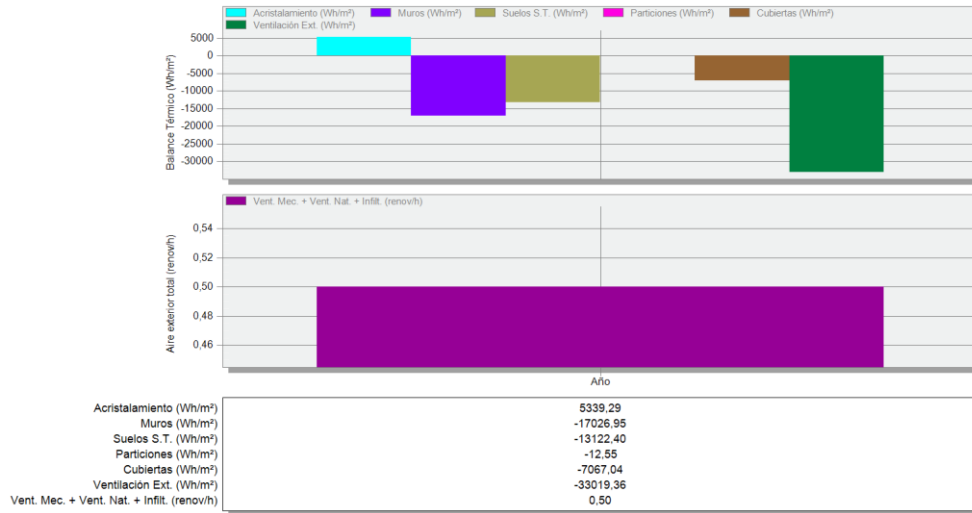 Acristalamiento (Wh/m²) Muros (Wh/m²) Suelos S.T. (Wh/m²) Particiones (Wh/m²) Cubiertas (Wh/m²)
Ventilación Ext. (Wh/m²)
Balance Térmico (Wh/m²)
5000
0
-5000
-10000
-15000
-20000
-25000
-30000
Vent. Mec. + Vent. Nat. + Infilt. (renov/h)
Aire exterior total (renov/h)
0,54
0,52
0,50
0,48
0,46
Año
Acristalamiento (Wh/m²) 5339,29
Muros (Wh/m²) -17026,95
Suelos S.T. (Wh/m²) -13122,40
Particiones (Wh/m²) -12,55
Cubiertas (Wh/m²) -7067,04
Ventilación Ext. (Wh/m²) -33019,36
Vent. Mec. + Vent. Nat. + Infilt. (renov/h) 0,50